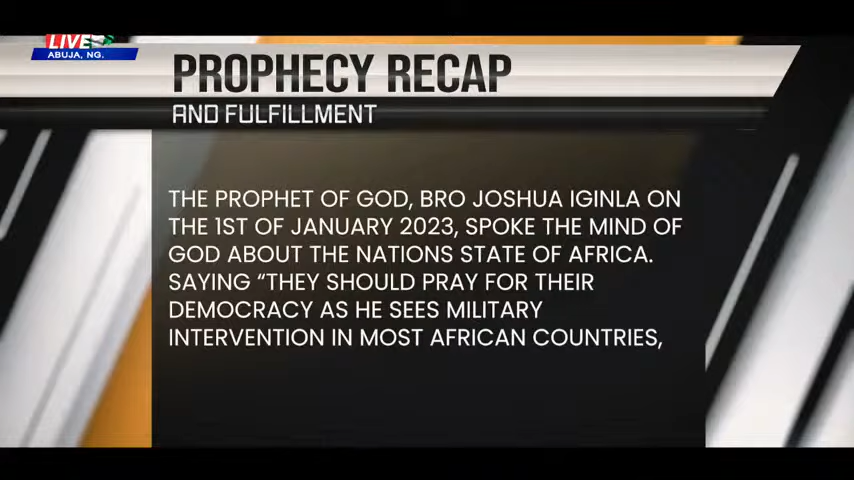 LIVE
ABUJA, NG.
PROPHECY RECAP
AND FULFILLMENT
THE PROPHET OF GOD, BRO JOSHUA IGINLA ON
THE 1ST OF JANUARY 2023, SPOKE THE MIND OF
GOD ABOUT THE NATIONS STATE OF AFRICA.
SAYING “THEY SHOULD PRAY FOR THEIR
DEMOCRACY AS HE SEES MILITARY
INTERVENTION IN MOST AFRICAN COUNTRIES,